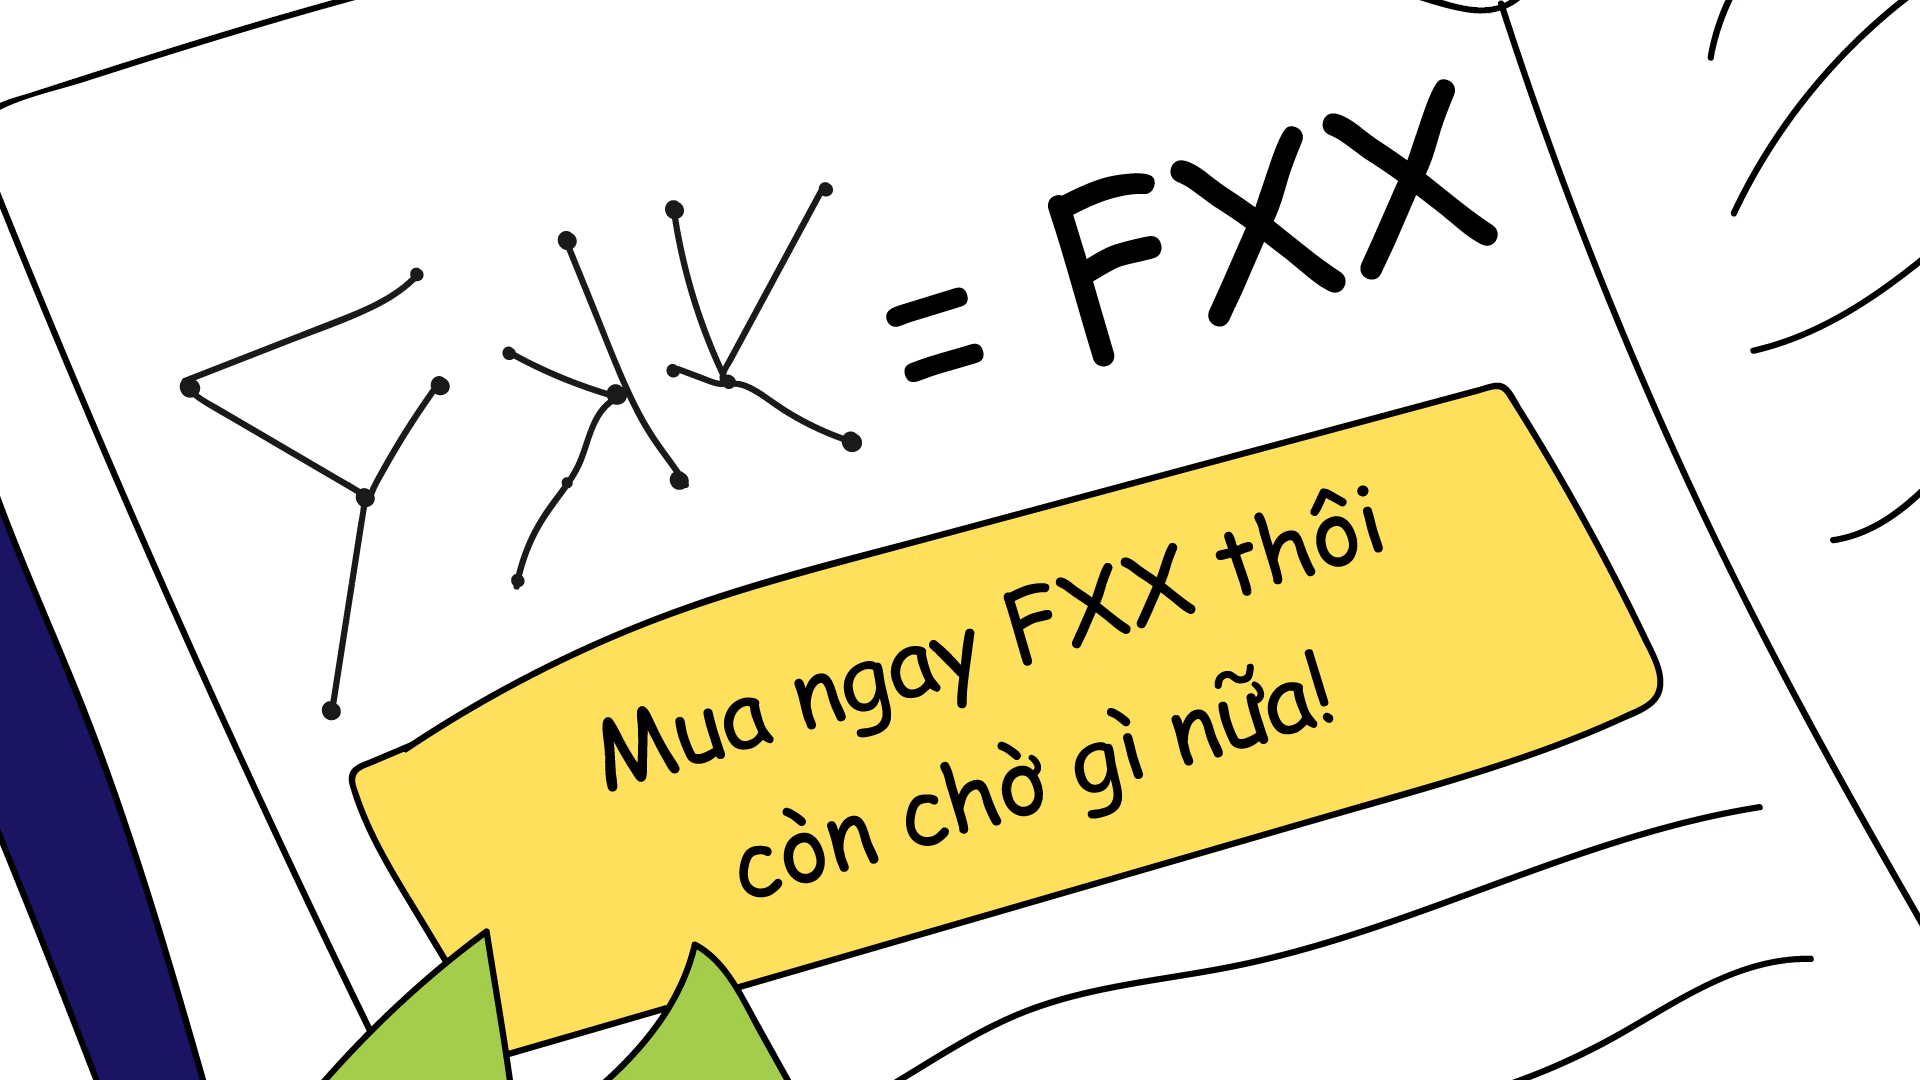 = FXX
Mua ngay FXX thôi
còn chờ gì nữa!